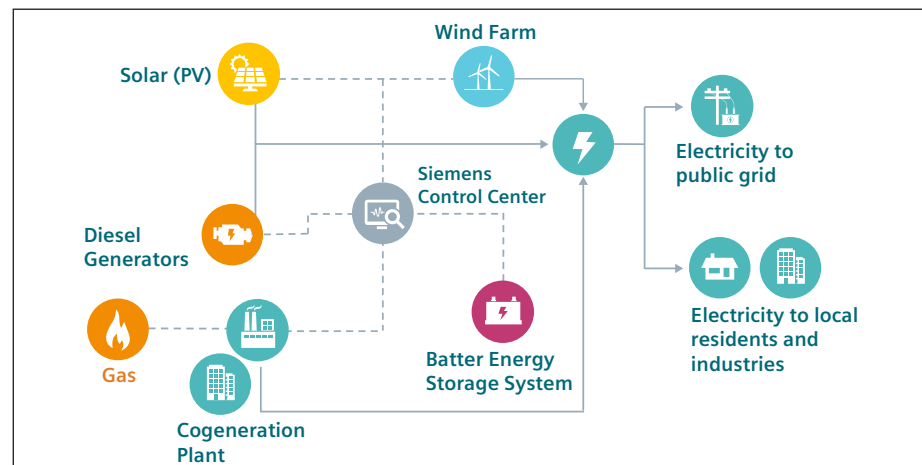 Wind Farm
Solar (PV)
Electricity to
public grid
Siemens
Control Center
Diesel
Generators
Electricity to local
residents and
industries
Gas
Batter Energy
Storage System
Cogeneration
Plant